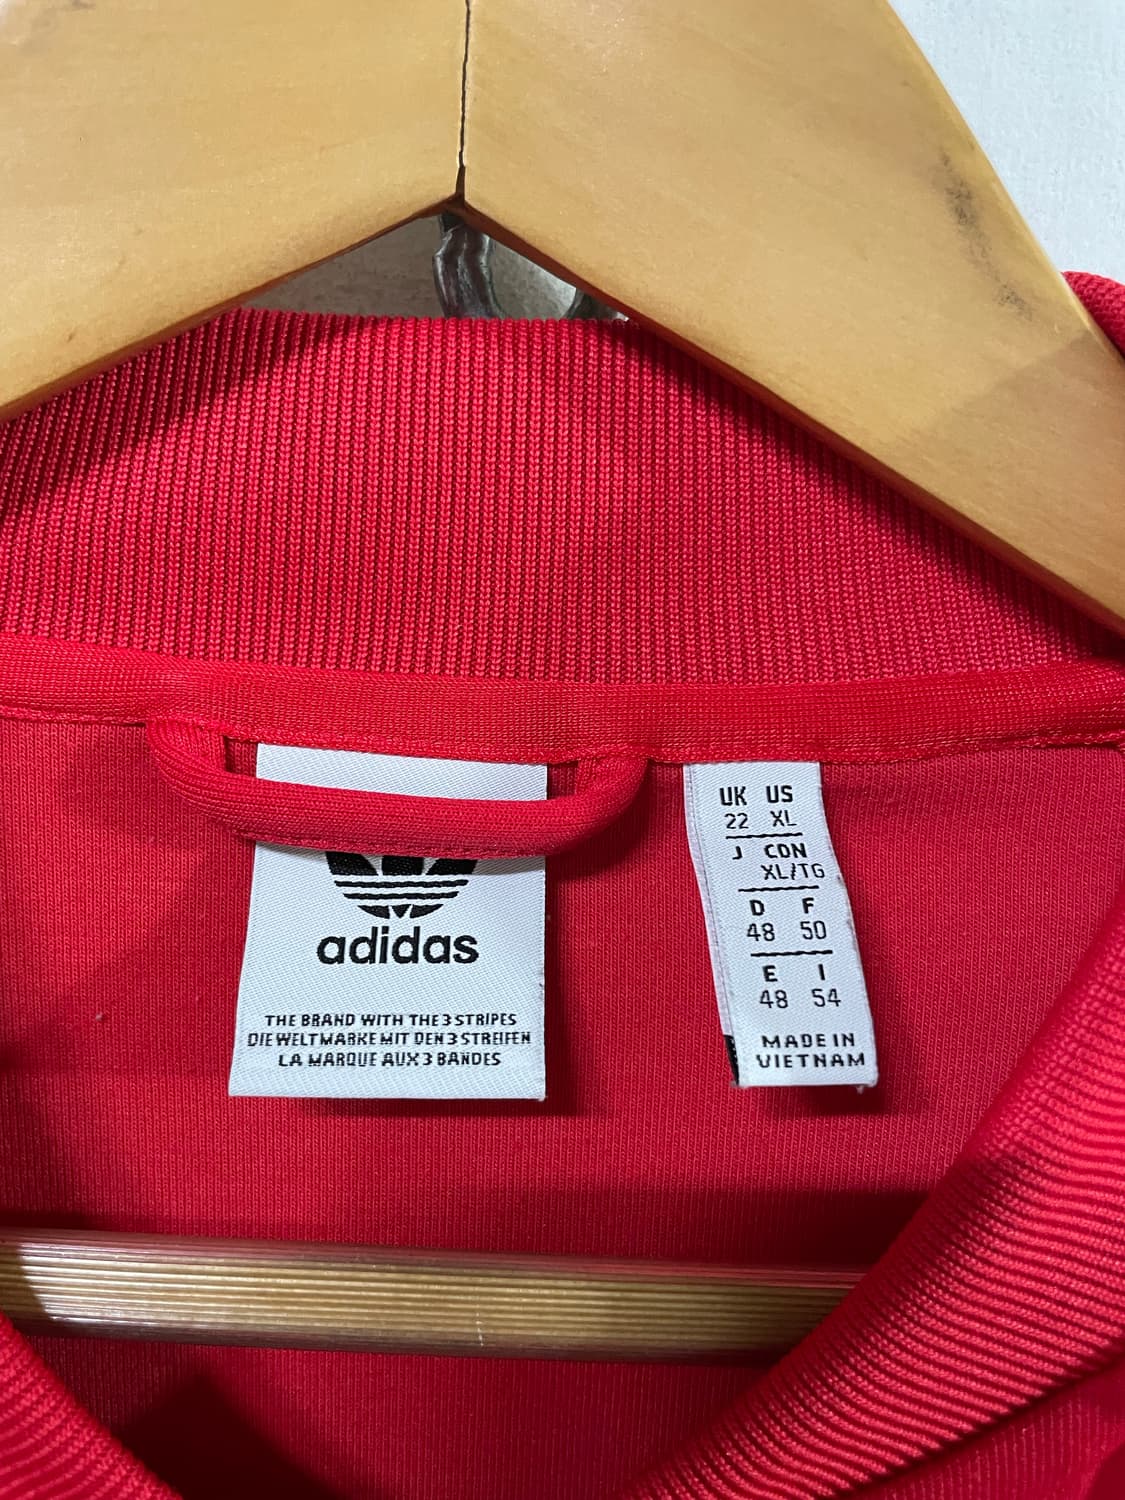 adidas
THE BRAND WITH THE 3 STRIPES
DIE WELTMARKE MIT DEN 3 STREIFEN
LA MARQUE AUX 3 BANDES
UK US
22 XL
J CDN
XL/TG
D F
48 50
E I
48 54
MADE IN
VIETNAM